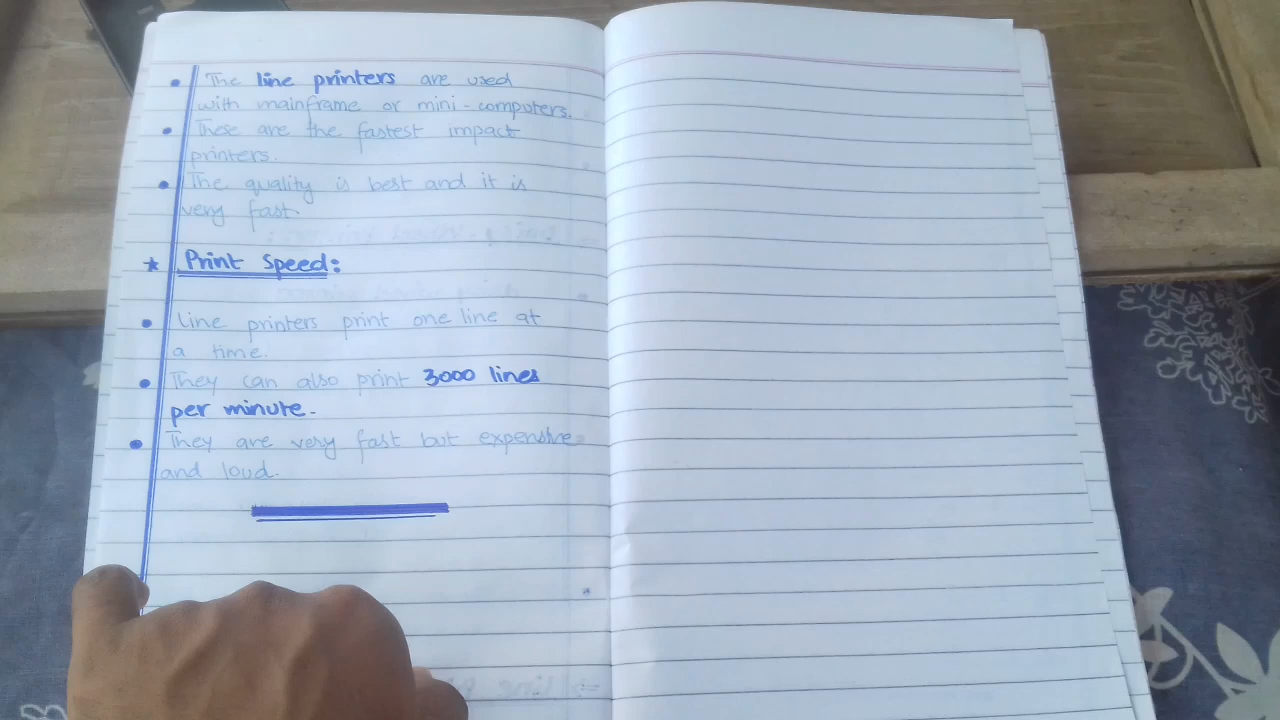 • The line printers are used
with mainframe or mini-computers.
• These are the fastest impact
printers.
• The quality is best and it is
very fast.
★ Print Speed:
• Line printers print one line at
a time.
• They can also print 3000 lines
per minute.
• They are very fast but expensive
and loud.